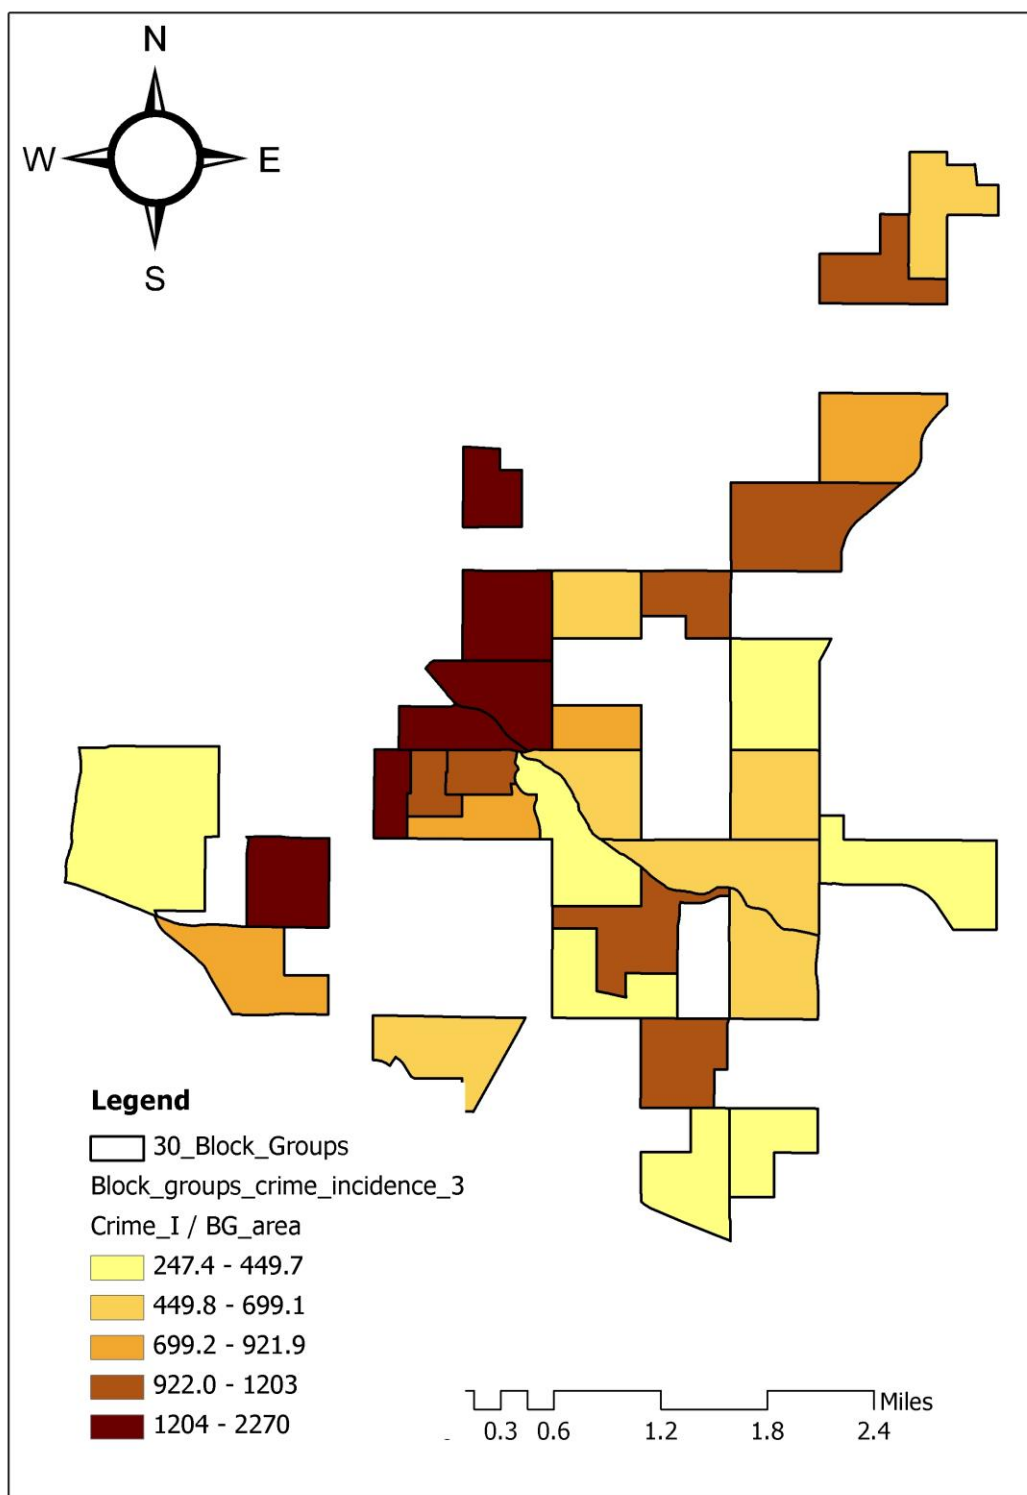 N
W E
S
Legend
30_Block_Groups
Block_groups_crime_incidence_3
Crime_I / BG_area
247.4 - 449.7
449.8 - 699.1
699.2 - 921.9
922.0 - 1203
1204 - 2270
Miles
0.3 0.6 1.2 1.8 2.4